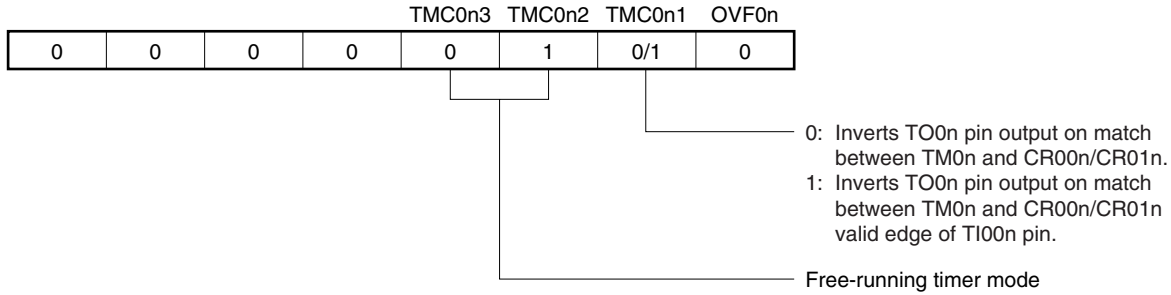 TMC0n3 TMC0n2 TMC0n1 OVF0n
0 0 0 0 0 1 0/1 0
0: Inverts TO0n pin output on match
between TM0n and CR00n/CR01n.
1: Inverts TO0n pin output on match
between TM0n and CR00n/CR01n
valid edge of TI00n pin.
Free-running timer mode